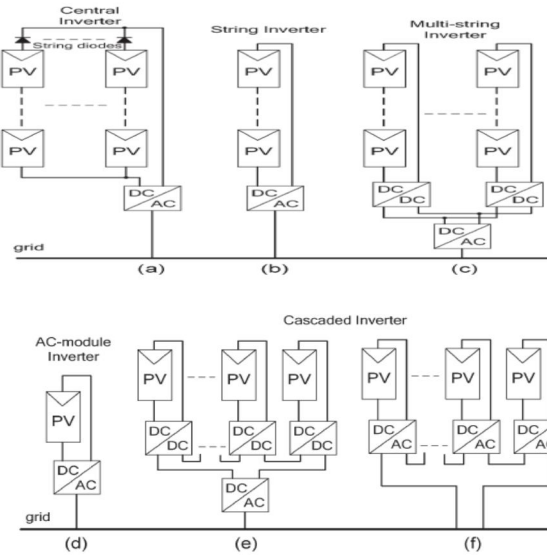 Central
Inverter
String diodes
PV
PV
PV
PV
DC
AC
String Inverter
PV
PV
DC
AC
Multi-string
Inverter
PV
PV
PV
PV
DC
DC
DC
DC
DC
AC
grid
(a)
(b)
(c)
AC-module
Inverter
PV
DC
AC
Cascaded Inverter
PV
PV
PV
DC
DC
DC
DC
DC
DC
DC
AC
PV
PV
PV
DC
AC
DC
AC
DC
grid
(d)
(e)
(f)